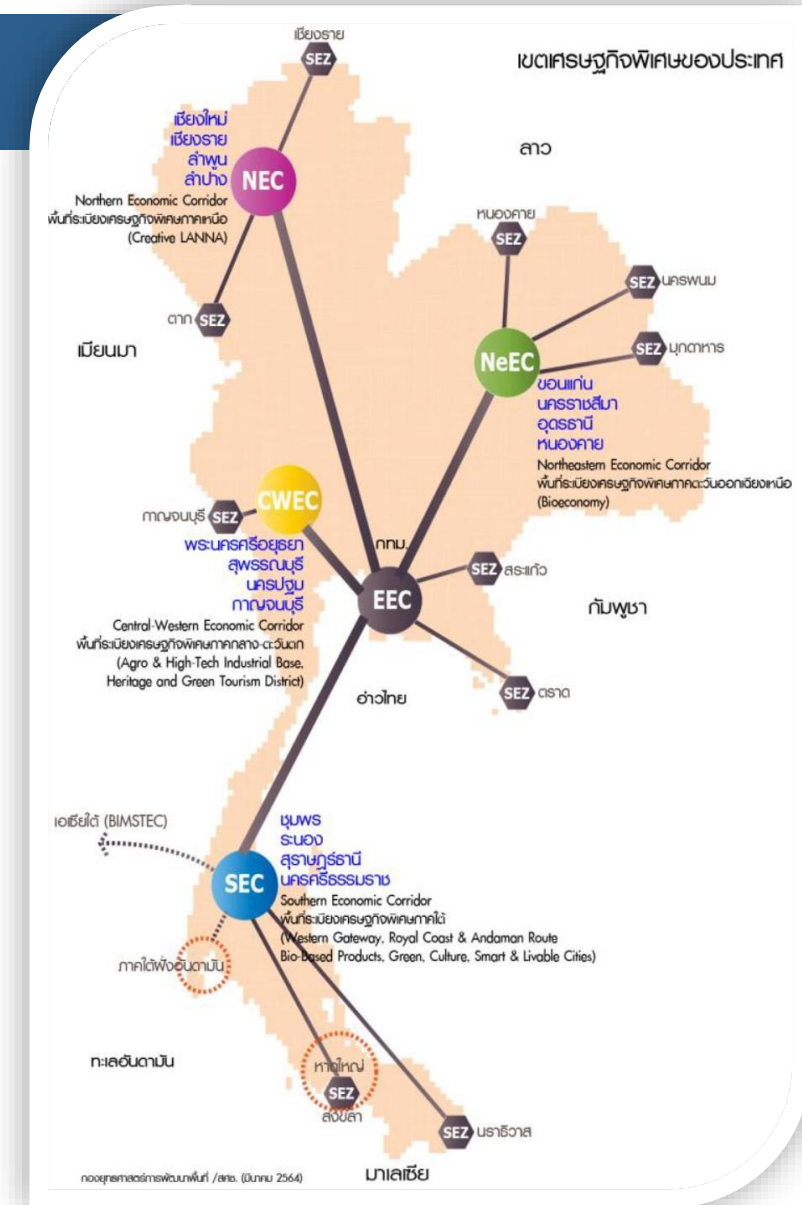 เขตเศรษฐกิจพิเศษของประเทศ
เชียงราย
SEZ
ลาว
เชียงใหม่
เชียงราย
ลำพูน
ลำปาง
NEC
Northern Economic Corridor
พื้นที่ระเบียงเศรษฐกิจพิเศษภาคเหนือ
(Creative LANNA)
ตาก SEZ
เมียนมา
หนองคาย
SEZ
SEZ นครพนม
SEZ มุกดาหาร
NeEC
ขอนแก่น
นครราชสีมา
อุดรธานี
หนองคาย
Northeastern Economic Corridor
พื้นที่ระเบียงเศรษฐกิจพิเศษภาคตะวันออกเฉียงเหนือ
(Bioeconomy)
CWEC
กาญจนบุรี SEZ
พระนครศรีอยุธยา
สุพรรณบุรี
นครปฐม
กาญจนบุรี
Central-Western Economic Corridor
พื้นที่ระเบียงเศรษฐกิจพิเศษภาคกลาง-ตะวันตก
(Agro & High-Tech Industrial Base,
Heritage and Green Tourism District)
กทม.
EEC
SEZ สระแก้ว
กัมพูชา
SEZ ตราด
อ่าวไทย
เอเซียใต้ (BIMSTEC)
SEC
ชุมพร
ระนอง
สุราษฎร์ธานี
นครศรีธรรมราช
Southern Economic Corridor
พื้นที่ระเบียงเศรษฐกิจพิเศษภาคใต้
(Western Gateway, Royal Coast & Andaman Route
Bio-Based Products, Green, Culture, Smart & Livable Cities)
ภาคใต้ฝั่งอันดามัน
ทะเลอันดามัน
หาดใหญ่
SEZ
สงขลา
SEZ นราธิวาส
มาเลเซีย
กองยุทธศาสตร์การพัฒนาพื้นที่ /สศช. (มีนาคม 2564)